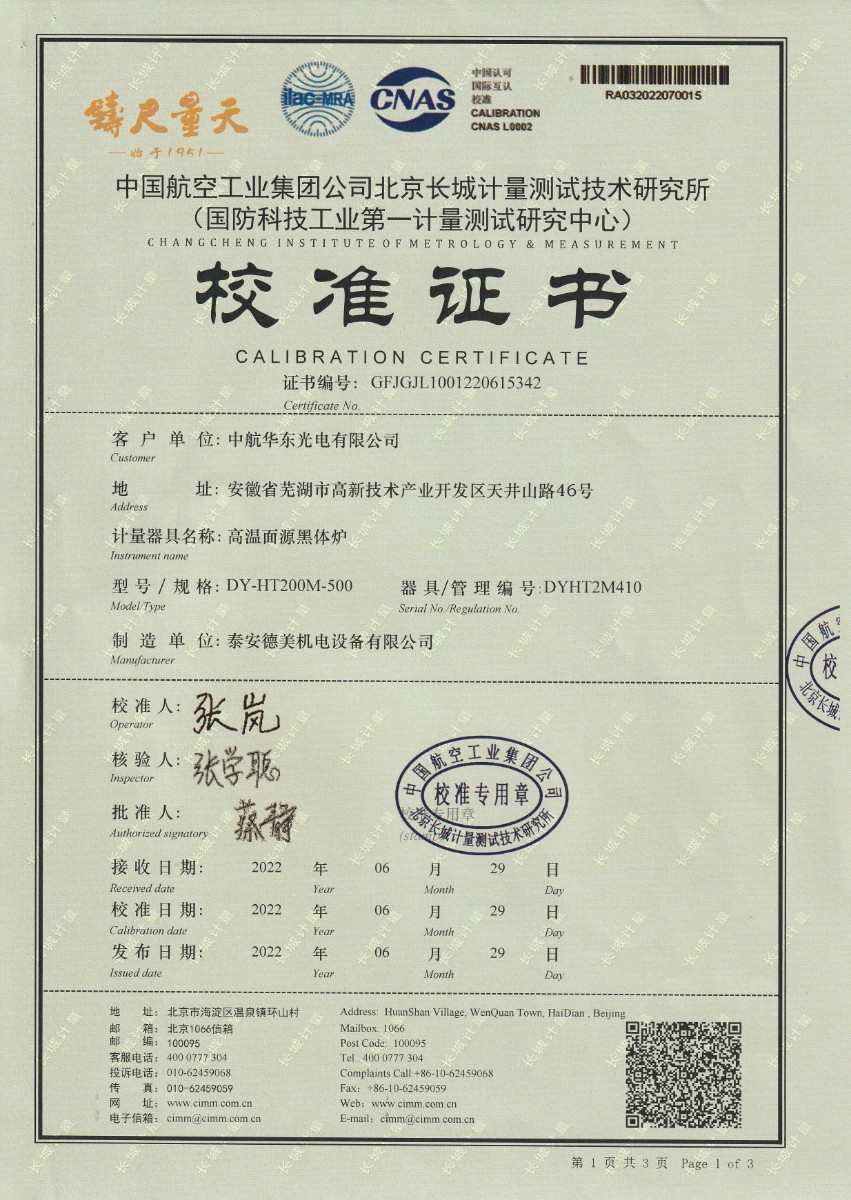 铸尺量天
始于1951
ilac-MRA
CNAS
中国认可
国际互认
校准
CALIBRATION
CNAS L0002
RA032022070015
中国航空工业集团公司北京长城计量测试技术研究所
（国防科技工业第一计量测试研究中心）
CHANGCHENG INSTITUTE OF METROLOGY & MEASUREMENT
校准证书
CALIBRATION CERTIFICATE
证书编号: GFJGJL1001220615342
Certificate No.
客户单位: 中航华东光电有限公司
Customer
地址: 安徽省芜湖市高新技术产业开发区天井山路46号
Address
计量器具名称: 高温面源黑体炉
Instrument name
型号/规格: DY-HT200M-500 器具/管理编号:DYHT2M410
Model/Type Serial No./Regulation No.
制造单位: 泰安德美机电设备有限公司
Manufacturer
校准人: 张岚
Operator
核验人: 张学聪
Inspector
批准人: 蔡静
Authorized signatory
中国航空工业集团公司
校准专用章
北京长城计量测试技术研究所
接收日期: 2022 年 06 月 29 日
Received date Year Month Day
校准日期: 2022 年 06 月 29 日
Calibration date Year Month Day
发布日期: 2022 年 06 月 29 日
Issued date Year Month Day
地址: 北京市海淀区温泉镇环山村 Address: HuanShan Village, WenQuan Town, HaiDian , Beijing
邮箱: 北京1066信箱 Mailbox: 1066
邮编: 100095 Post Code: 100095
客服电话: 400 0777 304 Tel: 400 0777 304
投诉电话: 010-62459068 Complaints Call:+86-10-62459068
传真: 010-62459059 Fax: +86-10-62459059
网址: www.cimm.com.cn Web: www.cimm.com.cn
电子信箱: cimm@cimm.com.cn E-mail: cimm@cimm.com.cn
第 1 页 共 3 页 Page 1 of 3